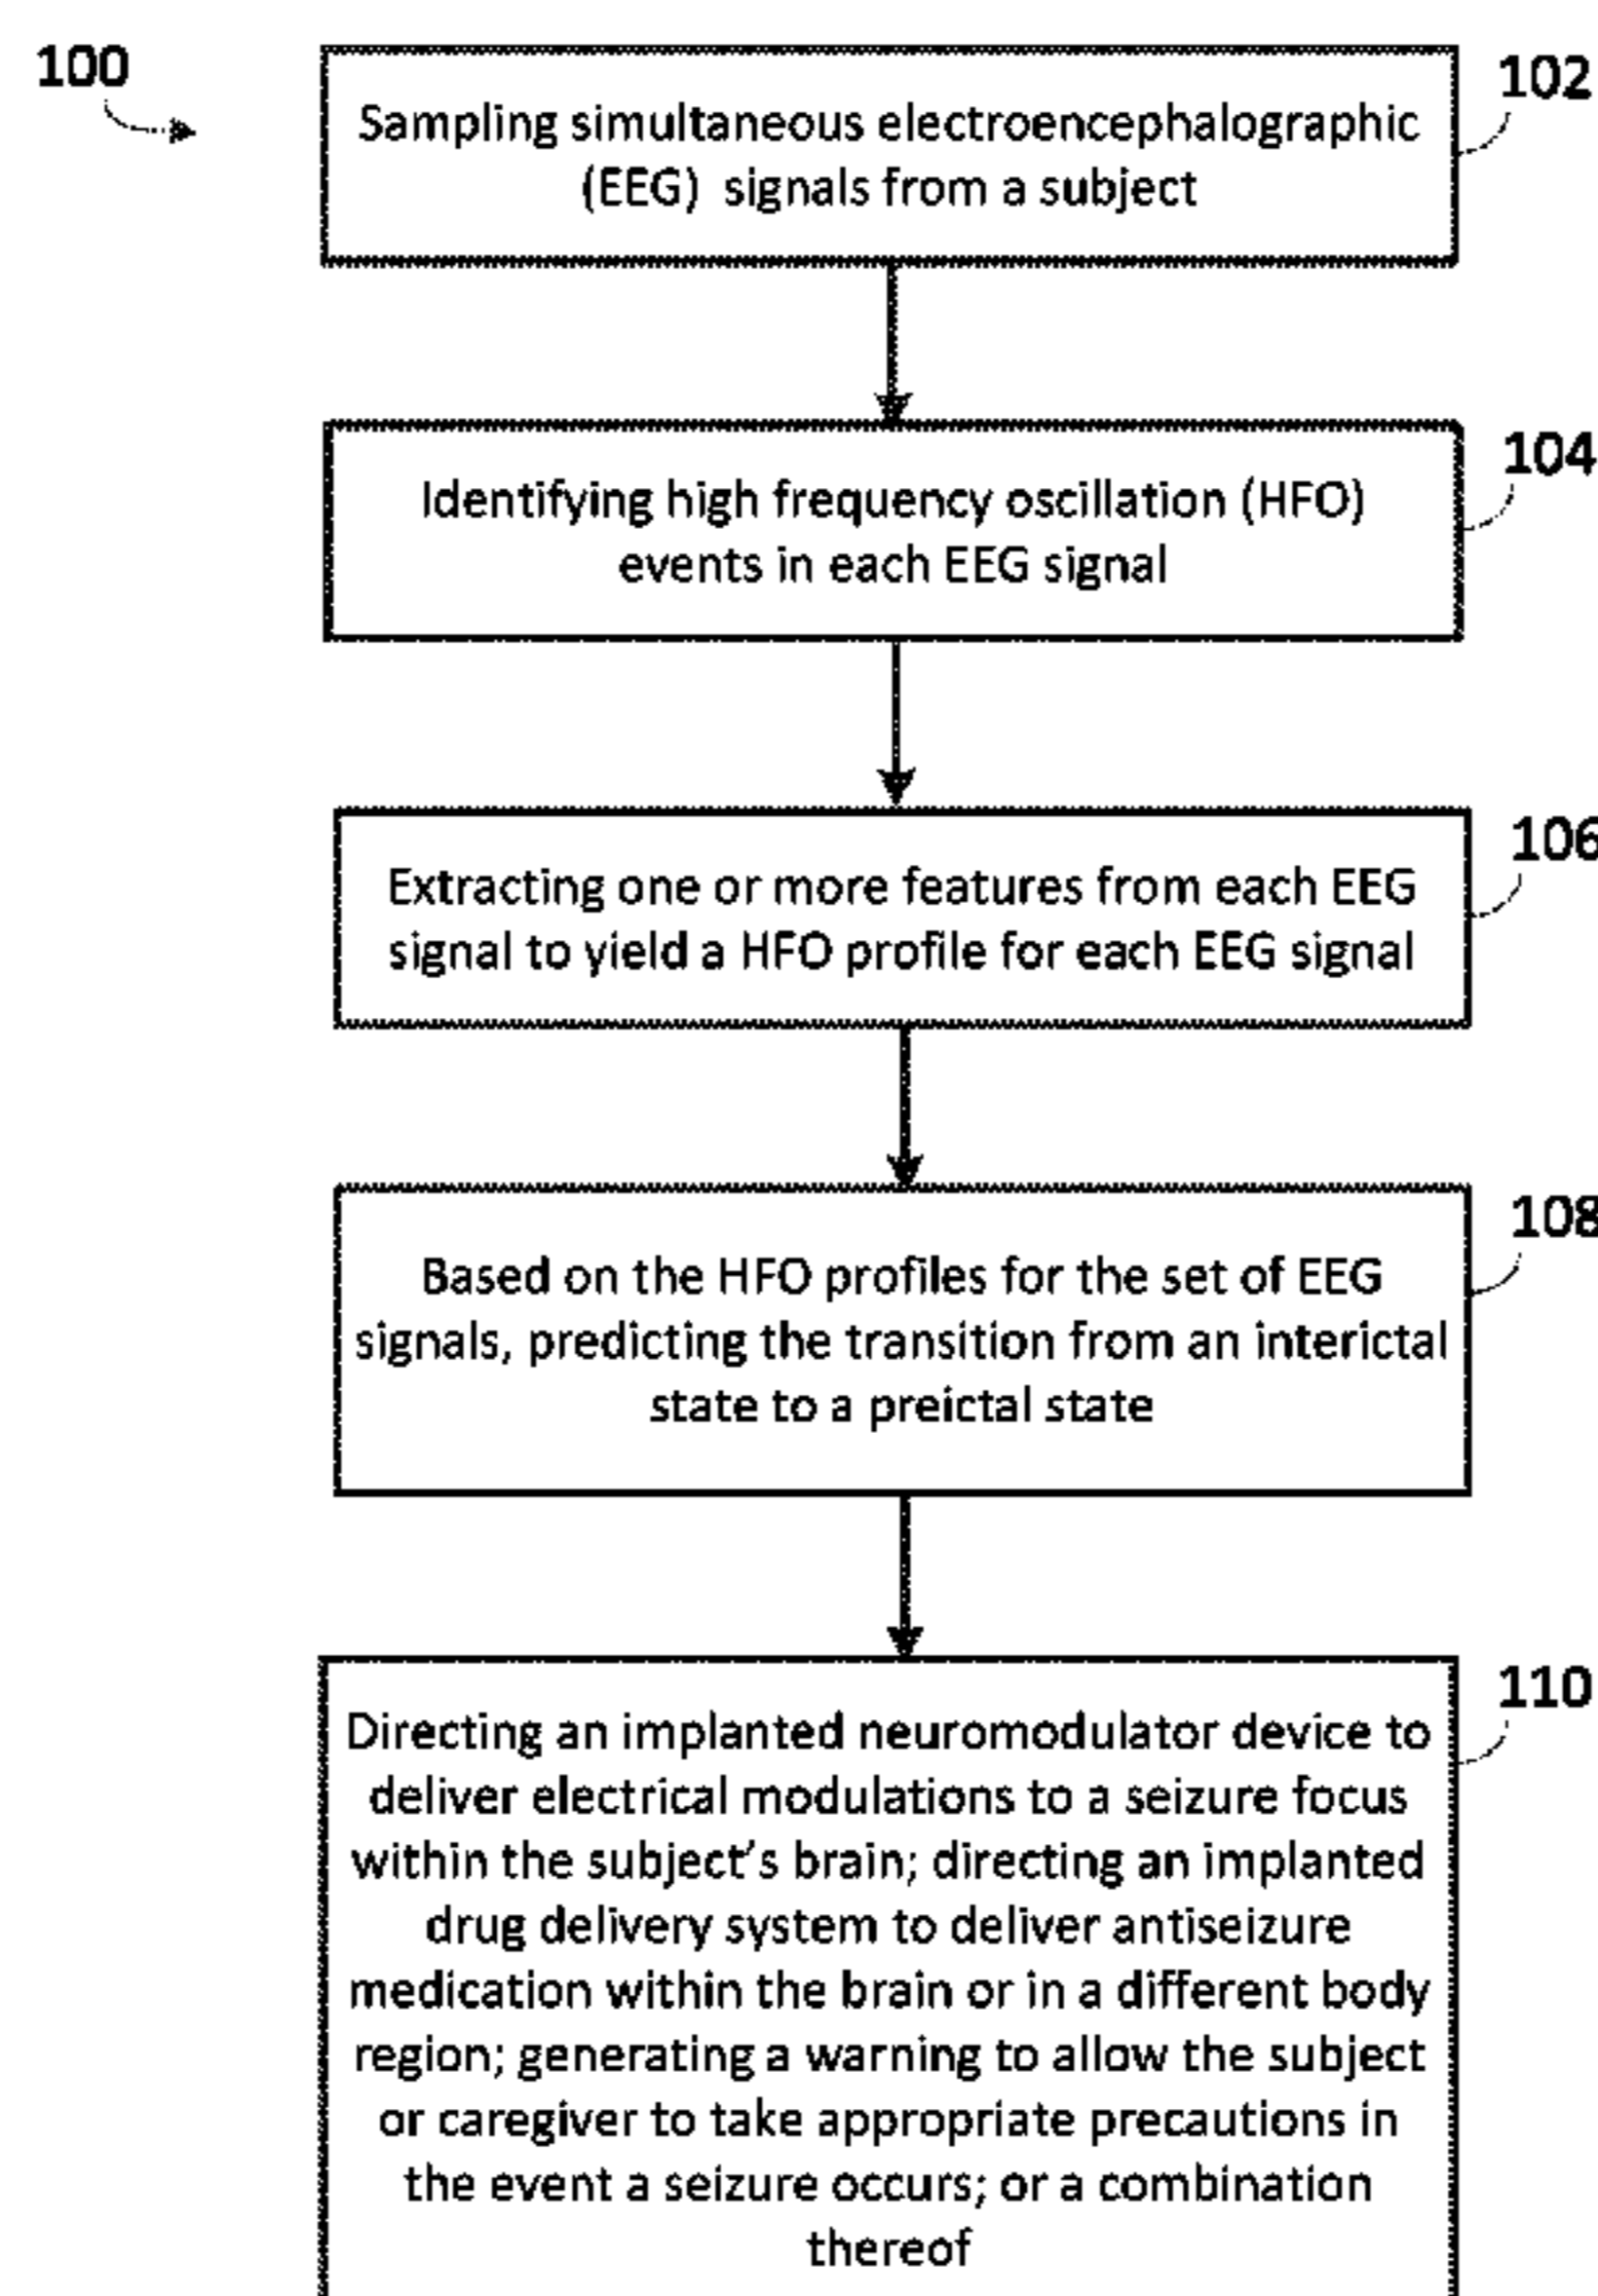 100
102
Sampling simultaneous electroencephalographic
(EEG) signals from a subject
104
Identifying high frequency oscillation (HFO)
events in each EEG signal
106
Extracting one or more features from each EEG
signal to yield a HFO profile for each EEG signal
108
Based on the HFO profiles for the set of EEG
signals, predicting the transition from an interictal
state to a preictal state
110
Directing an implanted neuromodulator device to
deliver electrical modulations to a seizure focus
within the subject's brain; directing an implanted
drug delivery system to deliver antiseizure
medication within the brain or in a different body
region; generating a warning to allow the subject
or caregiver to take appropriate precautions in
the event a seizure occurs; or a combination
thereof